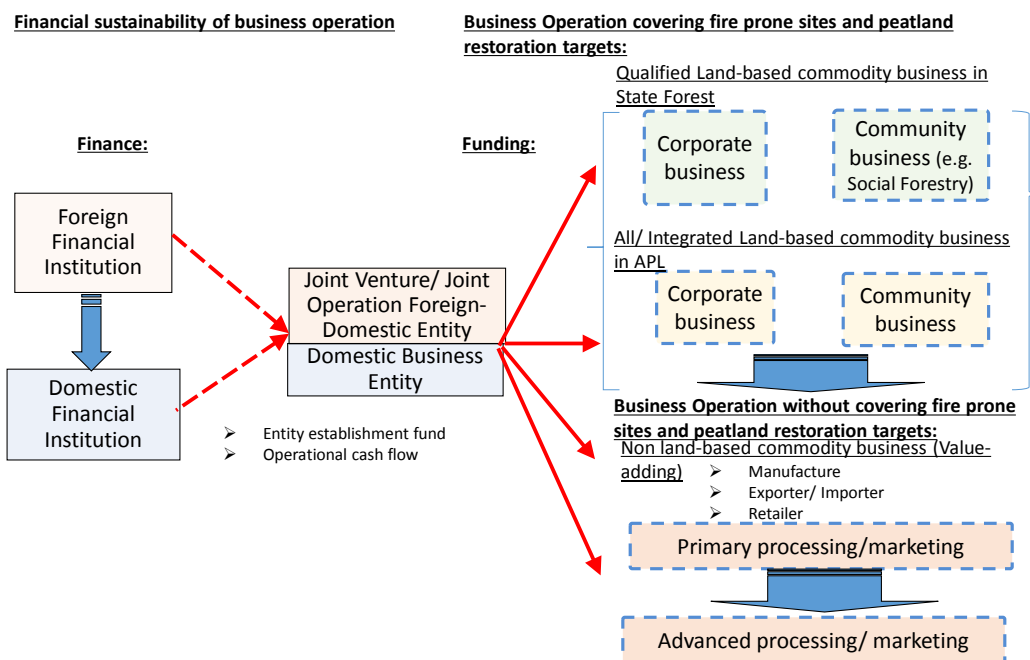 Financial sustainability of business operation
Business Operation covering fire prone sites and peatland
restoration targets:
Qualified Land-based commodity business in
State Forest
Finance:
Funding:
Corporate
business
Community
business (e.g.
Social Forestry)
Foreign
Financial
Institution
All/ Integrated Land-based commodity business
in APL
Joint Venture/ Joint
Operation Foreign-
Domestic Entity
Domestic Business
Entity
Corporate
business
Community
business
Domestic
Financial
Institution
➢ Entity establishment fund
➢ Operational cash flow
Business Operation without covering fire prone
sites and peatland restoration targets:
Non land-based commodity business (Value-
adding)
➢ Manufacture
➢ Exporter/ Importer
➢ Retailer
Primary processing/marketing
Advanced processing/ marketing